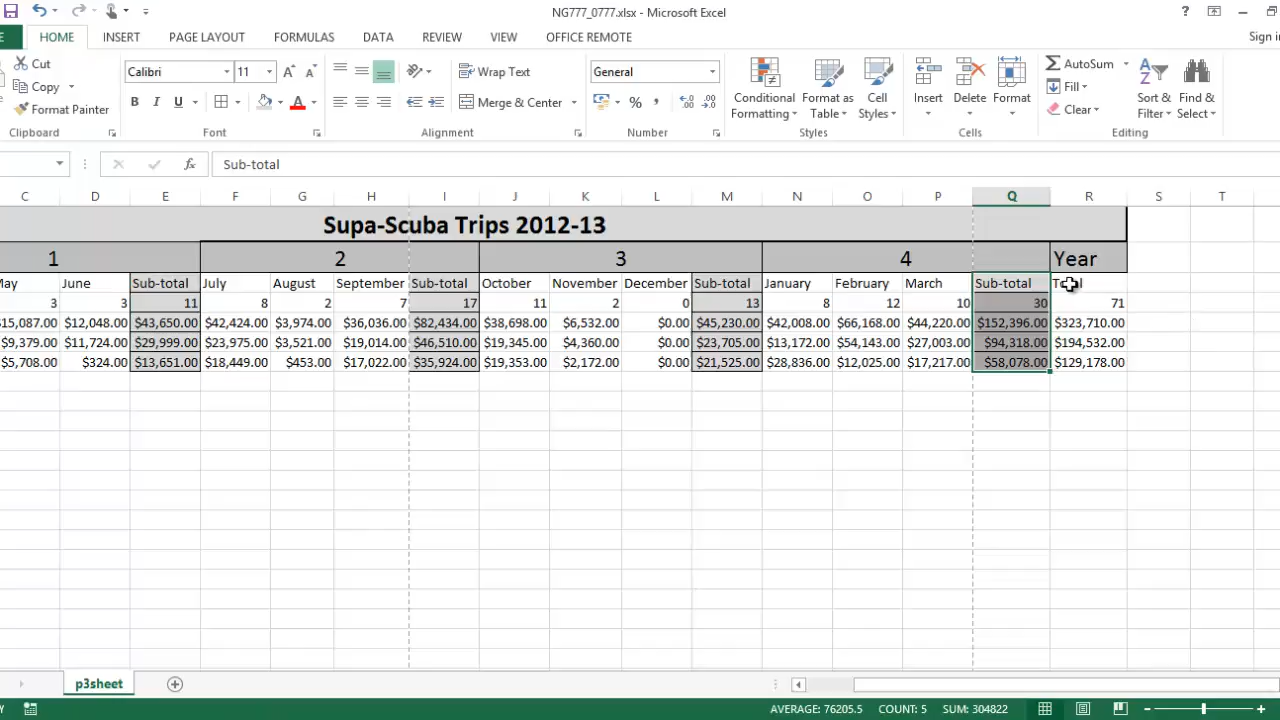 NG777_0777.xlsx - Microsoft Excel
?
HOME INSERT PAGE LAYOUT FORMULAS DATA REVIEW VIEW OFFICE REMOTE Sign in
Cut
Copy
Format Painter
Clipboard
Calibri 11
B I U
Font
Wrap Text
Merge & Center
Alignment
General
%
Number
Conditional Formatting
Format as Table
Cell Styles
Styles
Insert Delete Format
Cells
AutoSum
Fill
Clear
Sort & Filter
Find & Select
Editing
fx Sub-total
C D E F G H I J K L M N O P Q R S T
Supa-Scuba Trips 2012-13
1 2 3 4 Year
June Sub-total July August September Sub-total October November December Sub-total January February March Sub-total
3 3 11 8 2 7 17 11 2 0 13 8 12 10 30 71
15,087.00 $12,048.00 $43,650.00 $42,424.00 $3,974.00 $36,036.00 $82,434.00 $38,698.00 $6,532.00 $0.00 $45,230.00 $42,008.00 $66,168.00 $44,220.00 $152,396.00 $323,710.00
$9,379.00 $11,724.00 $29,999.00 $23,975.00 $3,521.00 $19,014.00 $46,510.00 $19,345.00 $4,360.00 $0.00 $23,705.00 $13,172.00 $54,143.00 $27,003.00 $94,318.00 $194,532.00
$5,708.00 $324.00 $13,651.00 $18,449.00 $453.00 $17,022.00 $35,924.00 $19,353.00 $2,172.00 $0.00 $21,525.00 $28,836.00 $12,025.00 $17,217.00 $58,078.00 $129,178.00
p3sheet
AVERAGE: 76205.5 COUNT: 5 SUM: 304822